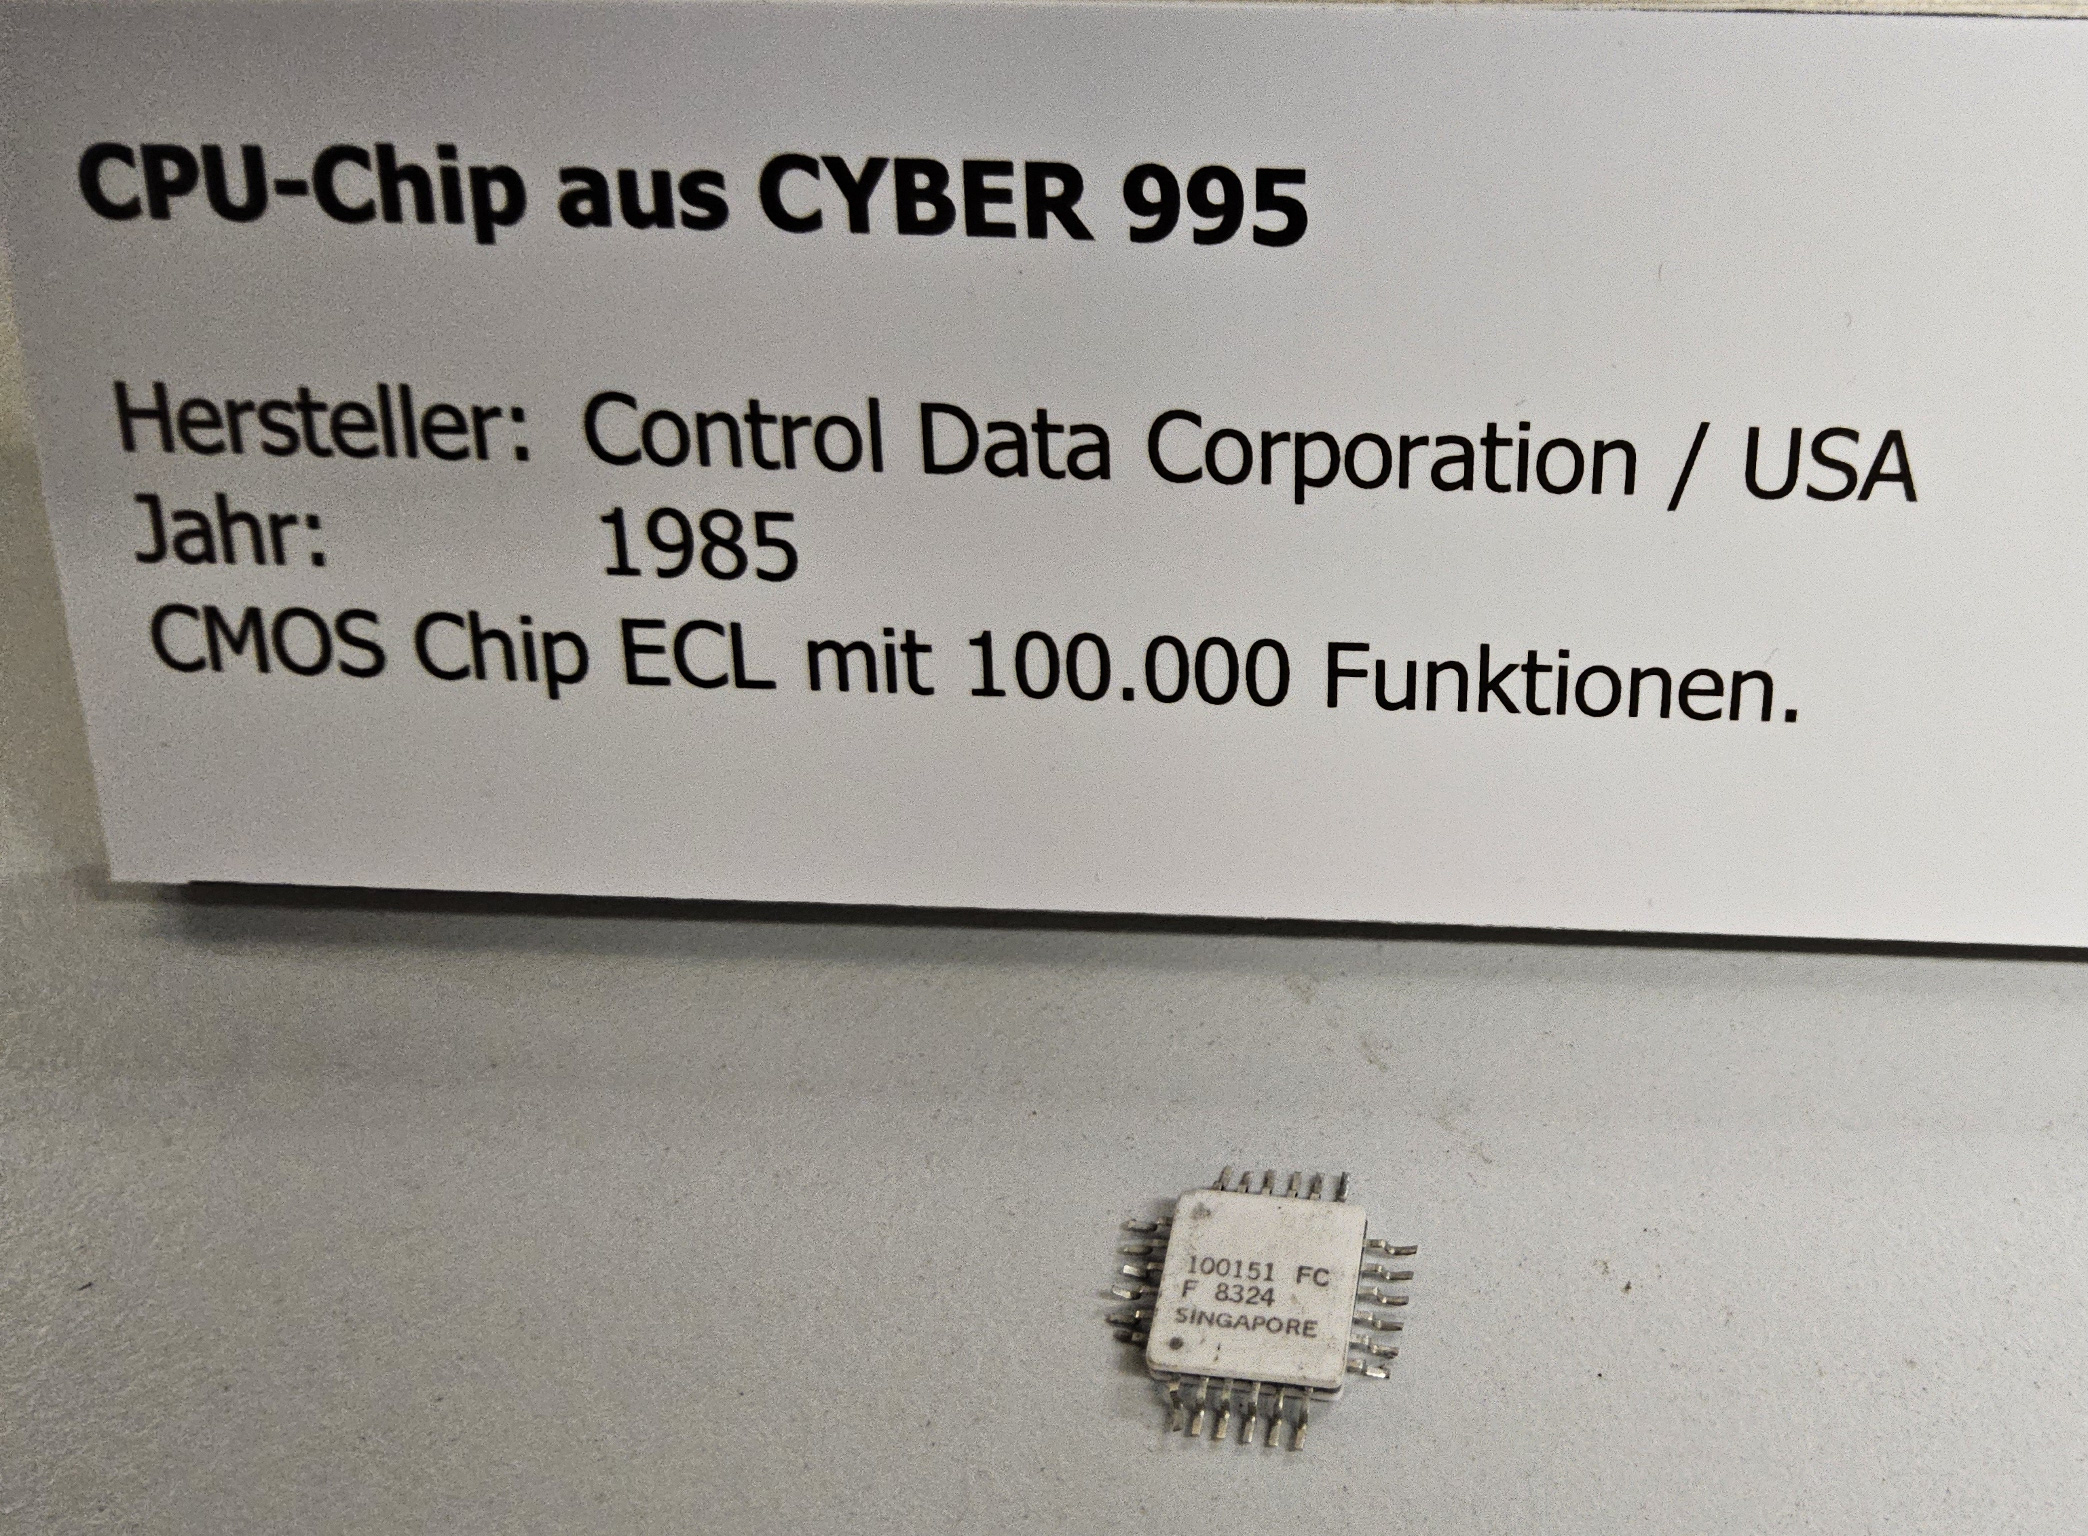 CPU-Chip aus CYBER 995
Hersteller: Control Data Corporation / USA
Jahr: 1985
CMOS Chip ECL mit 100.000 Funktionen.
100151 FC
F 8324
SINGAPORE